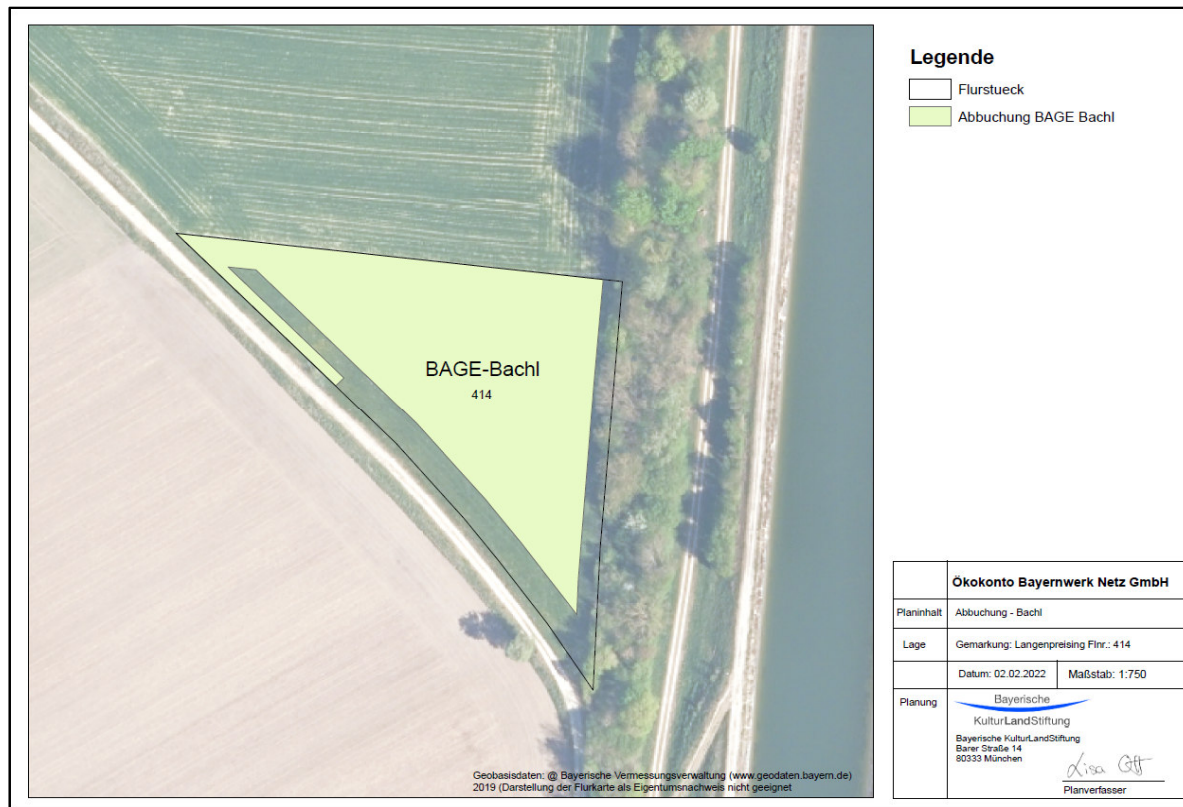 Legende
Flurstueck
Abbuchung BAGE Bachl
BAGE-Bachl
414
Ökokonto Bayernwerk Netz GmbH
Planinhalt Abbuchung - Bachl
Lage Gemarkung: Langenpreising Flnr.: 414
Datum: 02.02.2022 Maßstab: 1:750
Planung
Bayerische
KulturLandStiftung
Bayerische KulturLandStiftung
Barer Straße 14
80333 München
Lisa
Planverfasser
Geobasisdaten: @ Bayerische Vermessungsverwaltung (www.geodaten.bayern.de)
2019 (Darstellung der Flurkarte als Eigentumsnachweis nicht geeignet